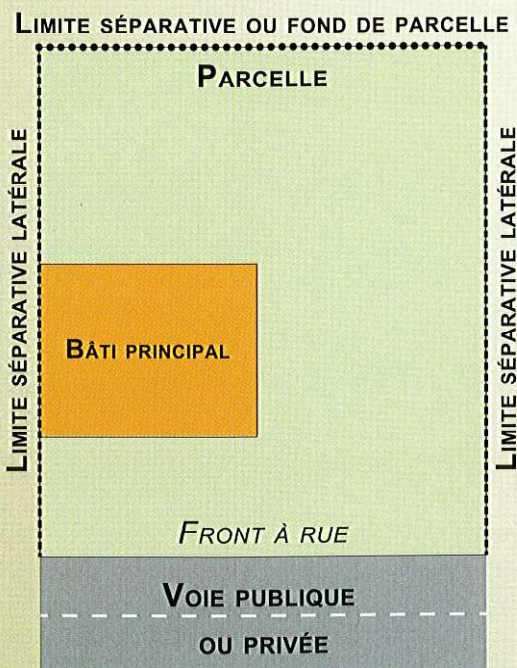 LIMITE SÉPARATIVE OU FOND DE PARCELLE
PARCELLE
LIMITE SÉPARATIVE LATÉRALE
LIMITE SÉPARATIVE LATÉRALE
BÂTI PRINCIPAL
FRONT À RUE
VOIE PUBLIQUE
OU PRIVÉE